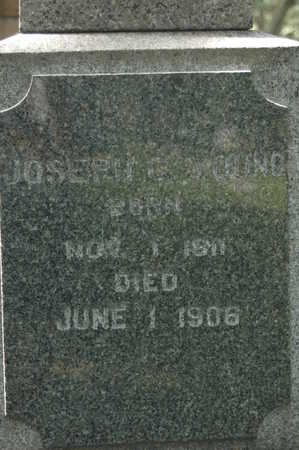 JOSEPH C. YOUNG
BORN
NOV. 1, 1811
DIED
JUNE 1 1906